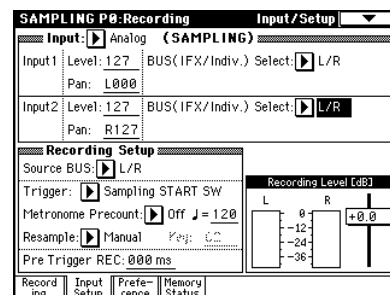 SAMPLING P0:Recording Input/Setup
Input: Analog (SAMPLING)
Input1 Level: 127 BUS(IFX/Indiv.) Select: L/R
Pan: L000
Input2 Level: 127 BUS(IFX/Indiv.) Select: L/R
Pan: R127
Recording Setup
Source BUS: L/R
Trigger: Sampling START SW
Metronome Precount: Off ♩= 120
Resample: Manual Key:
Pre Trigger REC: 000 ms
Recording Level [dB]
L R
0
-12
-24
-36
+0.0
Record ing Input Setup Prefe- rence Memory Status